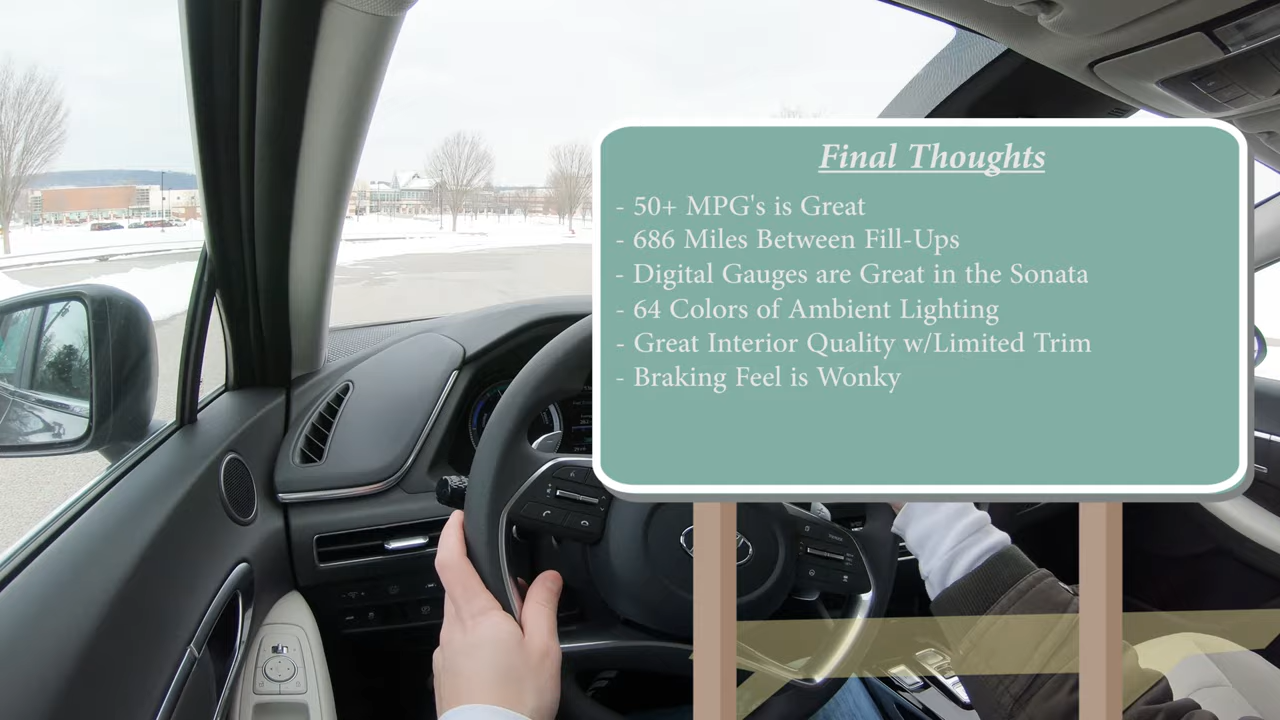 Final Thoughts
- 50+ MPG's is Great
- 686 Miles Between Fill-Ups
- Digital Gauges are Great in the Sonata
- 64 Colors of Ambient Lighting
- Great Interior Quality w/Limited Trim
- Braking Feel is Wonky